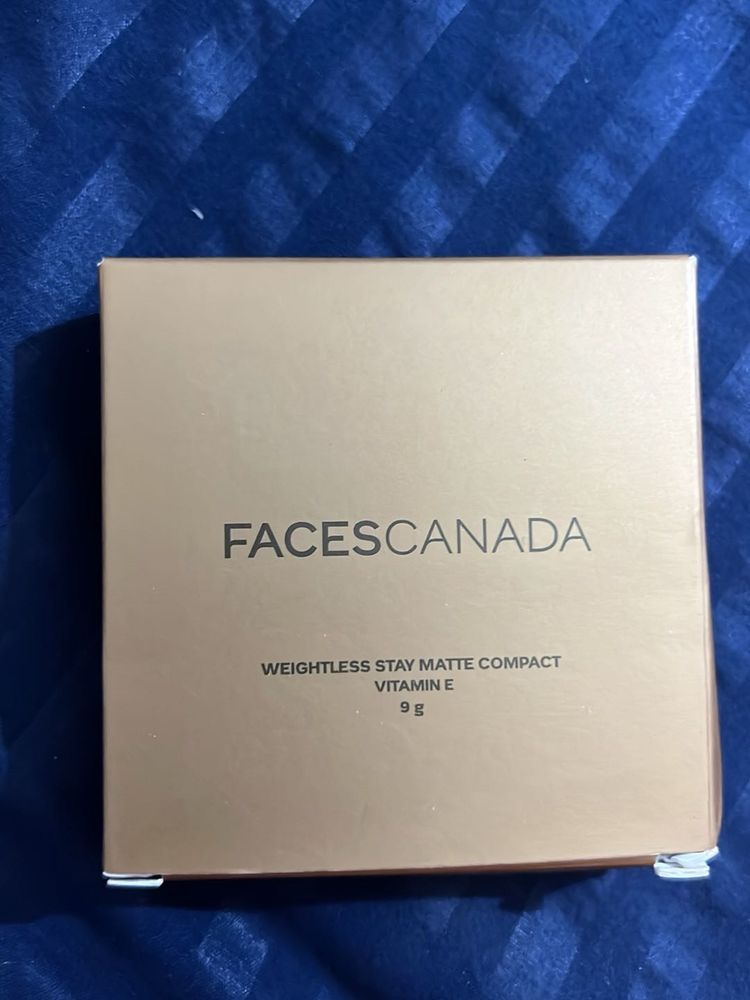 FACESCANADA
WEIGHTLESS STAY MATTE COMPACT
VITAMIN E
9 g